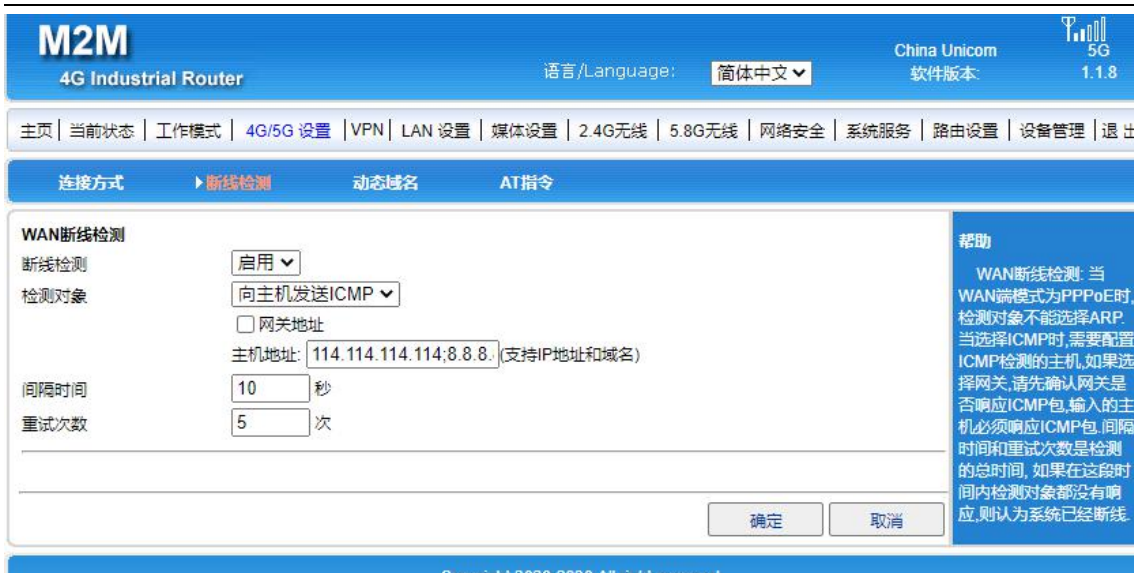 M2M
4G Industrial Router
语言/Language: 简体中文
China Unicom 5G
软件版本: 1.1.8
主页 | 当前状态 | 工作模式 | 4G/5G 设置 | VPN | LAN 设置 | 媒体设置 | 2.4G无线 | 5.8G无线 | 网络安全 | 系统服务 | 路由设置 | 设备管理 | 退
连接方式 断线检测 动态域名 AT指令
WAN断线检测
断线检测 启用
检测对象 向主机发送ICMP
网关地址
主机地址: 114.114.114.114;8.8.8. (支持IP地址和域名)
间隔时间 10 秒
重试次数 5 次
确定 取消
帮助
WAN断线检测: 当
WAN端模式为PPPoE时,
检测对象不能选择ARP.
当选择ICMP时,需要配置
ICMP检测的主机,如果选
择网关,请先确认网关是
否响应ICMP包,输入的主
机必须响应ICMP包.间隔
时间和重试次数是检测
的总时间, 如果在这段时
间内检测对象都没有响
应,则认为系统已经断线.